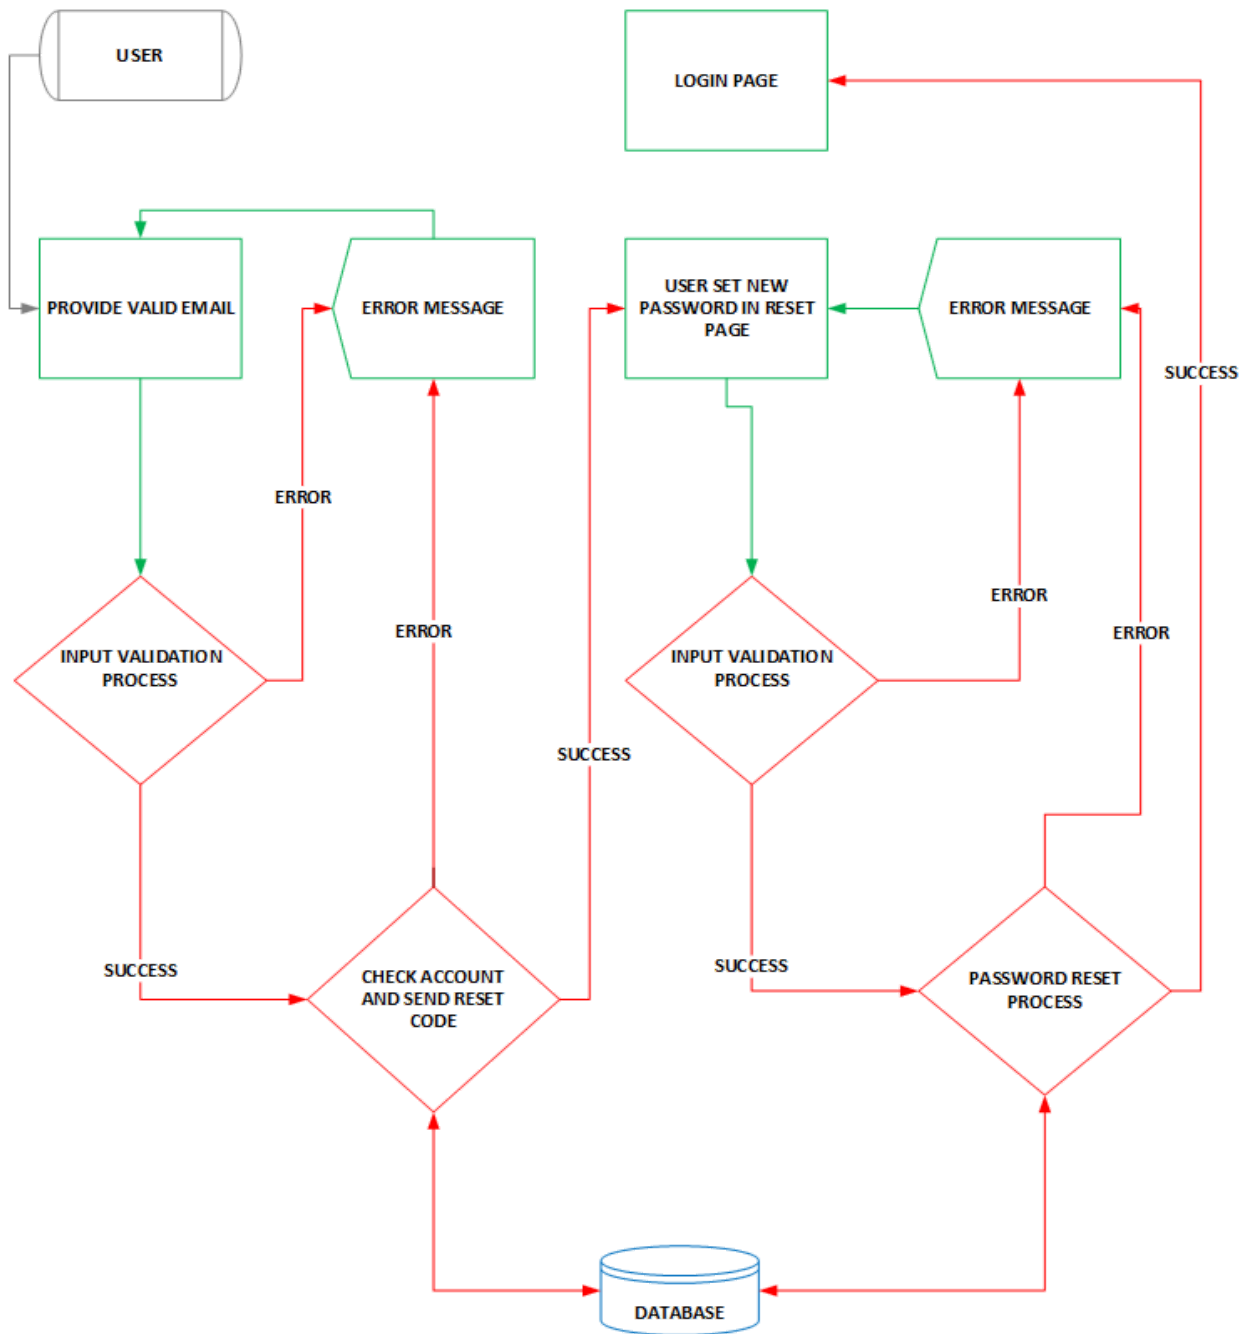 USER
LOGIN PAGE
PROVIDE VALID EMAIL
ERROR MESSAGE
USER SET NEW
PASSWORD IN RESET
PAGE
ERROR MESSAGE
SUCCESS
ERROR
ERROR
ERROR
ERROR
INPUT VALIDATION
PROCESS
INPUT VALIDATION
PROCESS
SUCCESS
SUCCESS
SUCCESS
CHECK ACCOUNT
AND SEND RESET
CODE
PASSWORD RESET
PROCESS
DATABASE